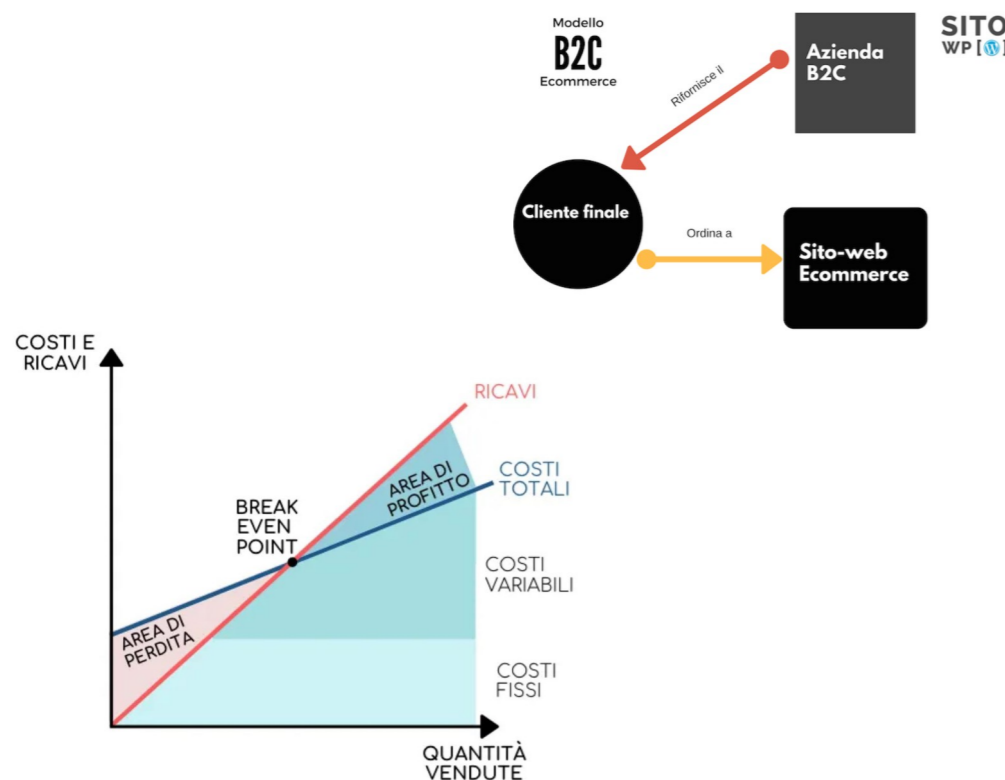 Modello
B2C
Ecommerce
Rifornisce il
Azienda
B2C
SITO
WP [W]
Cliente finale
Ordina a
Sito-web
Ecommerce
COSTI E
RICAVI
RICAVI
AREA DI
PROFITTO
COSTI
TOTALI
BREAK
EVEN
POINT
COSTI
VARIABILI
AREA DI
PERDITA
COSTI
FISSI
QUANTITÀ
VENDUTE